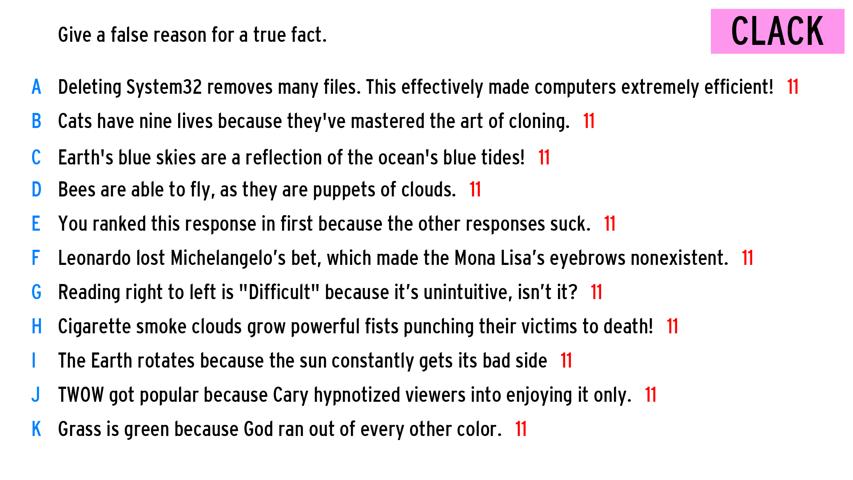 Give a false reason for a true fact.
CLACK
A Deleting System32 removes many files. This effectively made computers extremely efficient! 11
B Cats have nine lives because they've mastered the art of cloning. 11
C Earth's blue skies are a reflection of the ocean's blue tides! 11
D Bees are able to fly, as they are puppets of clouds. 11
E You ranked this response in first because the other responses suck. 11
F Leonardo lost Michelangelo’s bet, which made the Mona Lisa’s eyebrows nonexistent. 11
G Reading right to left is "Difficult" because it’s unintuitive, isn’t it? 11
H Cigarette smoke clouds grow powerful fists punching their victims to death! 11
I The Earth rotates because the sun constantly gets its bad side 11
J TWOW got popular because Cary hypnotized viewers into enjoying it only. 11
K Grass is green because God ran out of every other color. 11